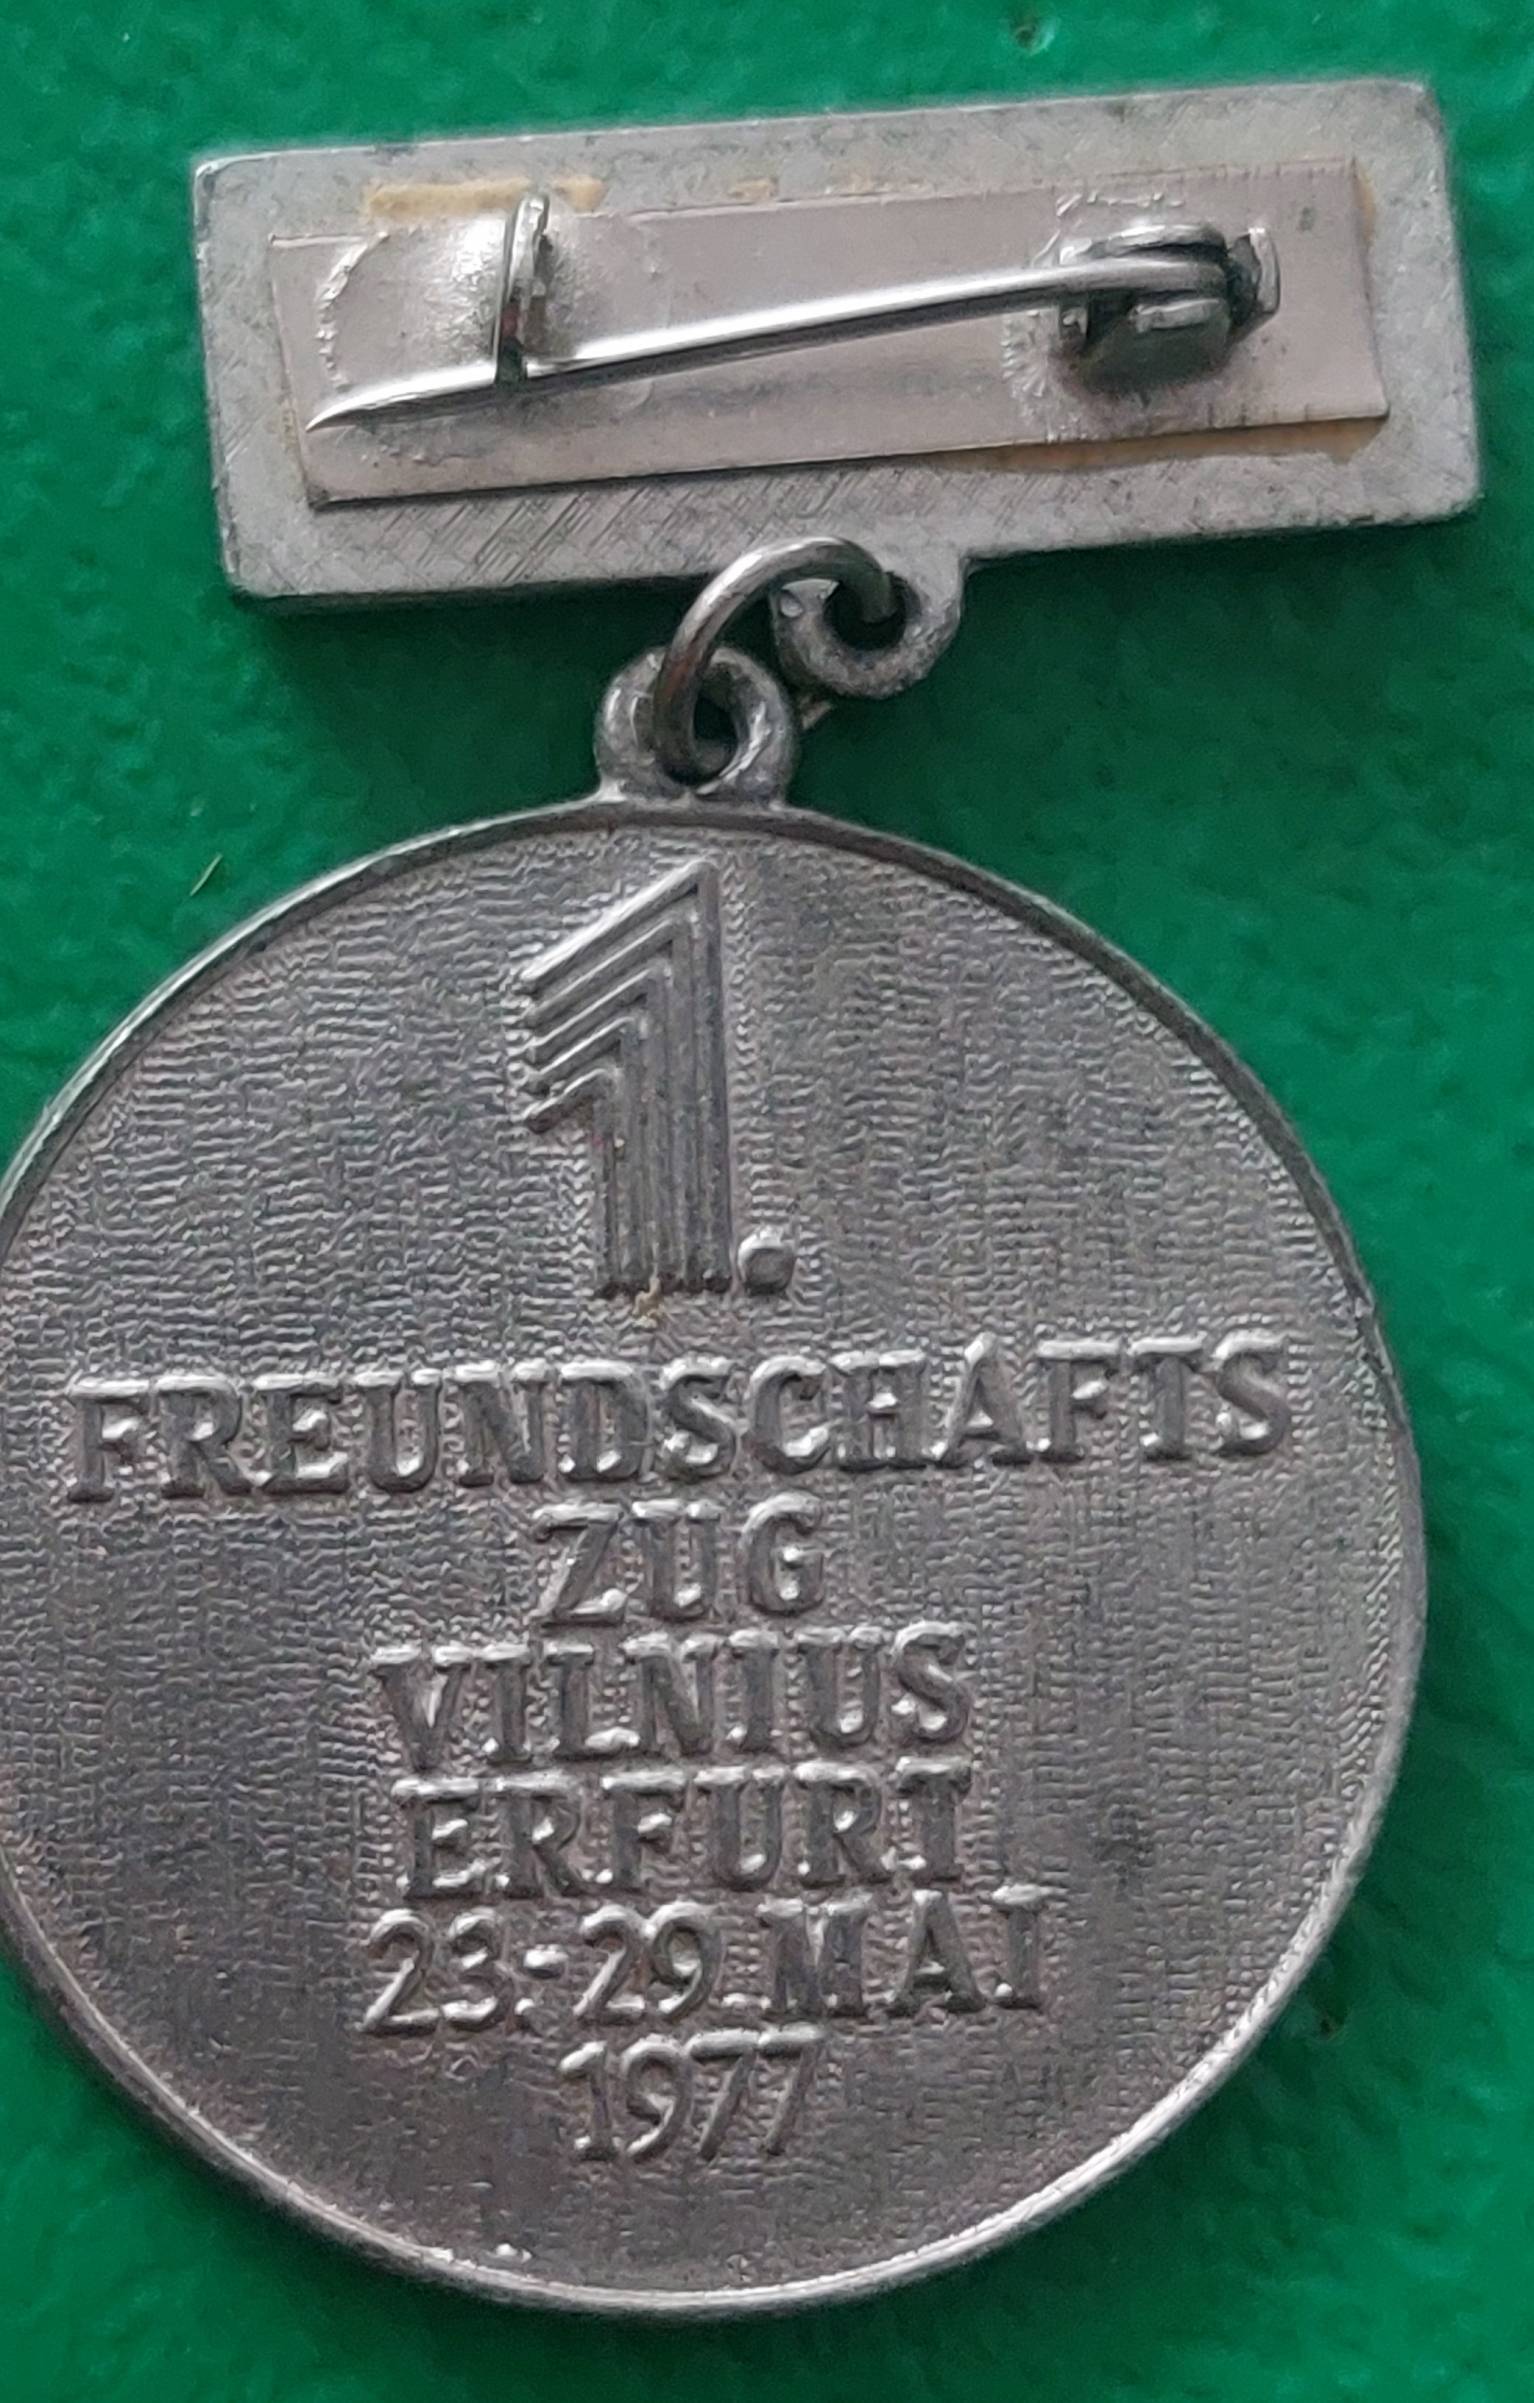 1.
FREUNDSCHAFTS
ZUG
VILNIUS
ERFURT
23.-29. MAI
1977